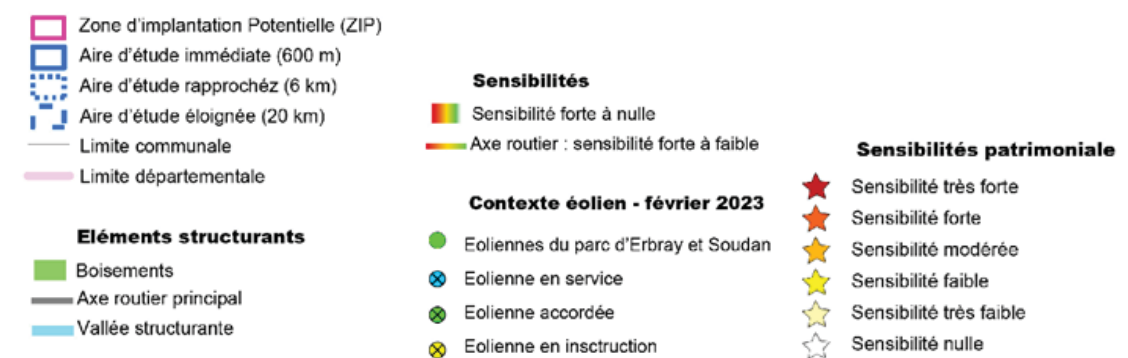 Zone d'implantation Potentielle (ZIP)
Aire d'étude immédiate (600 m)
Aire d'étude rapprochéz (6 km)
Aire d'étude éloignée (20 km)
Limite communale
Limite départementale
Eléments structurants
Boisements
Axe routier principal
Vallée structurante
Sensibilités
Sensibilité forte à nulle
Axe routier : sensibilité forte à faible
Contexte éolien - février 2023
Eoliennes du parc d'Erbray et Soudan
Eolienne en service
Eolienne accordée
Eolienne en insctruction
Sensibilités patrimoniale
Sensibilité très forte
Sensibilité forte
Sensibilité modérée
Sensibilité faible
Sensibilité très faible
Sensibilité nulle